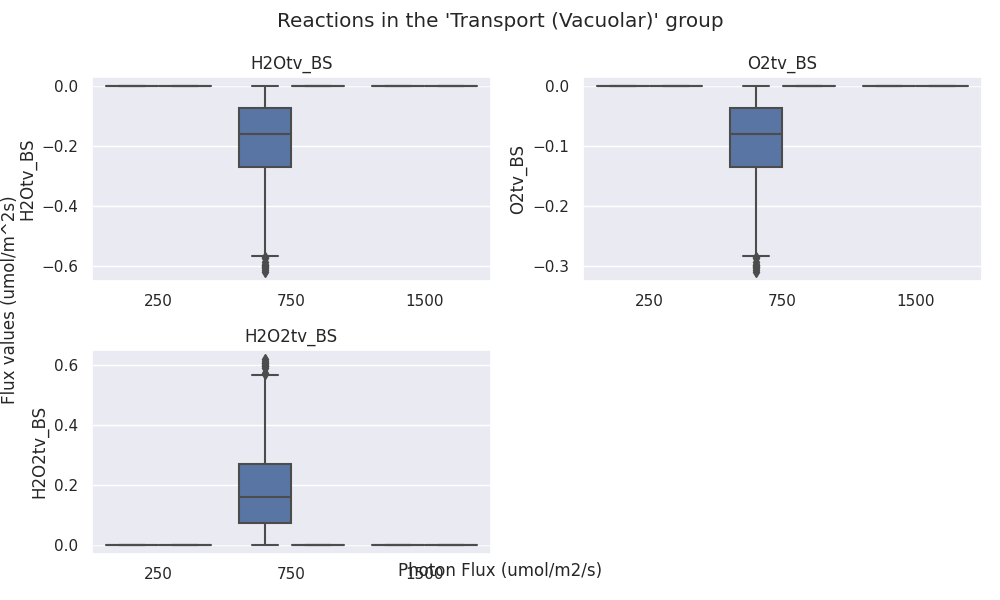 Reactions in the 'Transport (Vacuolar)' group
H2Otv_BS
0.0
−0.2
−0.4
−0.6
H2Otv_BS
250 750 1500
O2tv_BS
0.0
−0.1
−0.2
−0.3
O2tv_BS
250 750 1500
Flux values (umol/m^2s)
H2O2tv_BS
0.6
0.4
0.2
0.0
H2O2tv_BS
250 750 1500
Photon Flux (umol/m2/s)